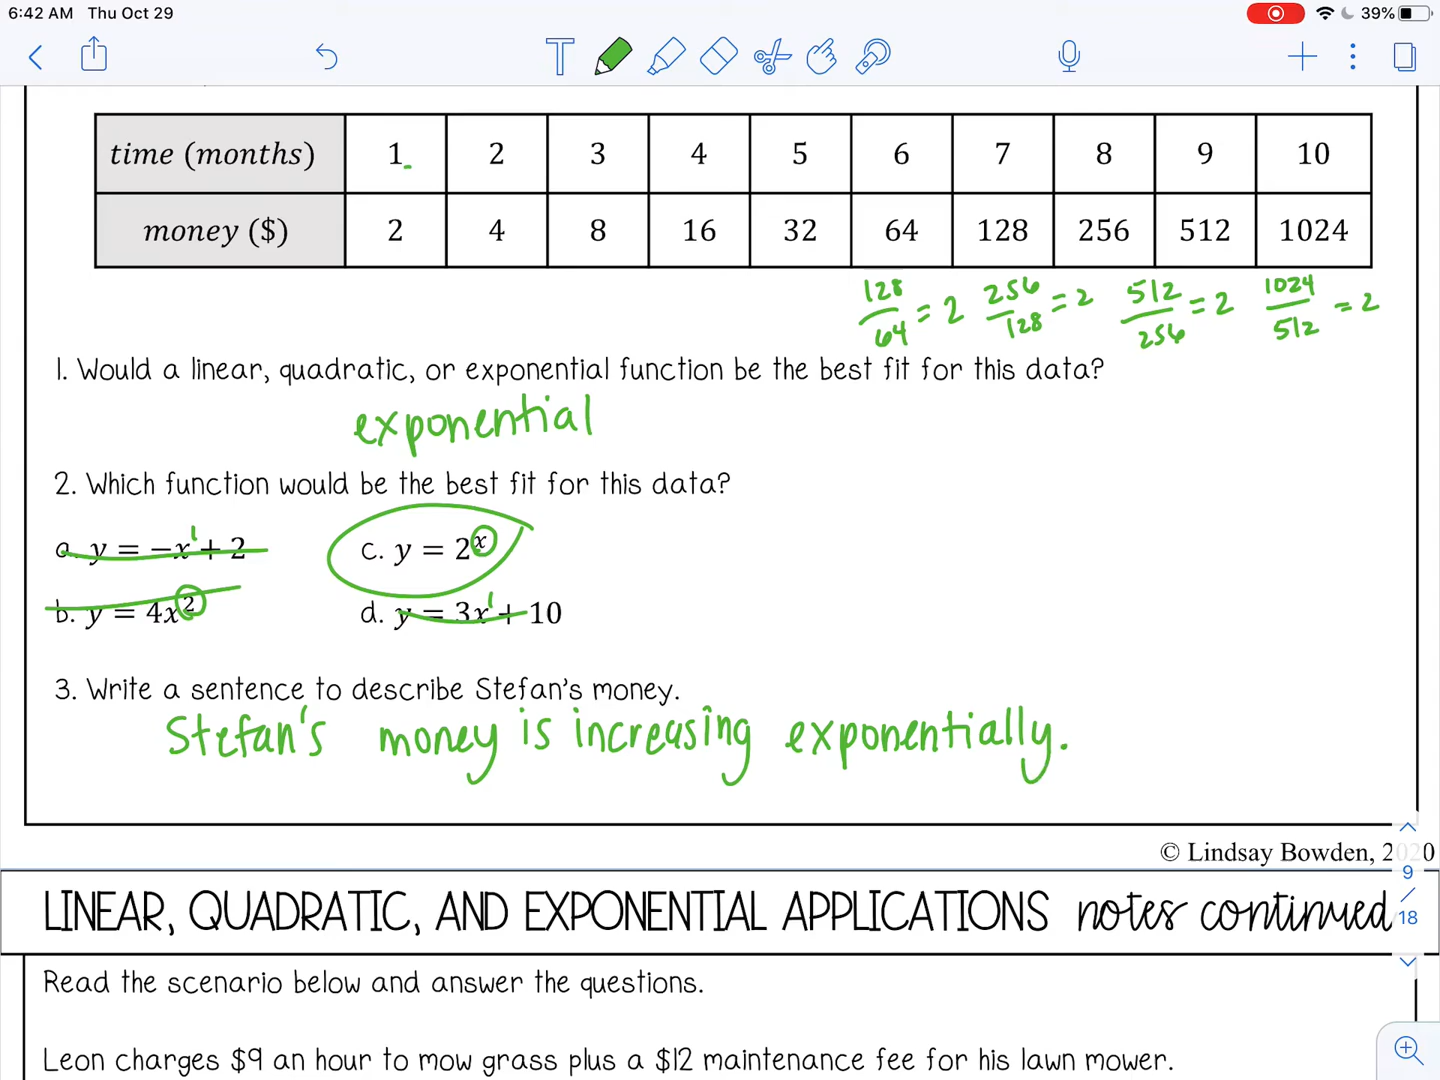 6:42 AM Thu Oct 29 39%
T
time (months) 1 2 3 4 5 6 7 8 9 10
money ($) 2 4 8 16 32 64 128 256 512 1024
128/64 = 2 256/128 = 2 512/256 = 2 1024/512 = 2
1. Would a linear, quadratic, or exponential function be the best fit for this data?
exponential
2. Which function would be the best fit for this data?
a. y = −x¹ + 2 c. y = 2ˣ
b. y = 4x² d. y = 3x¹ + 10
3. Write a sentence to describe Stefan's money.
Stefan's money is increasing exponentially.
© Lindsay Bowden, 2020
9 / 18
LINEAR, QUADRATIC, AND EXPONENTIAL APPLICATIONS notes continued
Read the scenario below and answer the questions.
Leon charges $9 an hour to mow grass plus a $12 maintenance fee for his lawn mower.